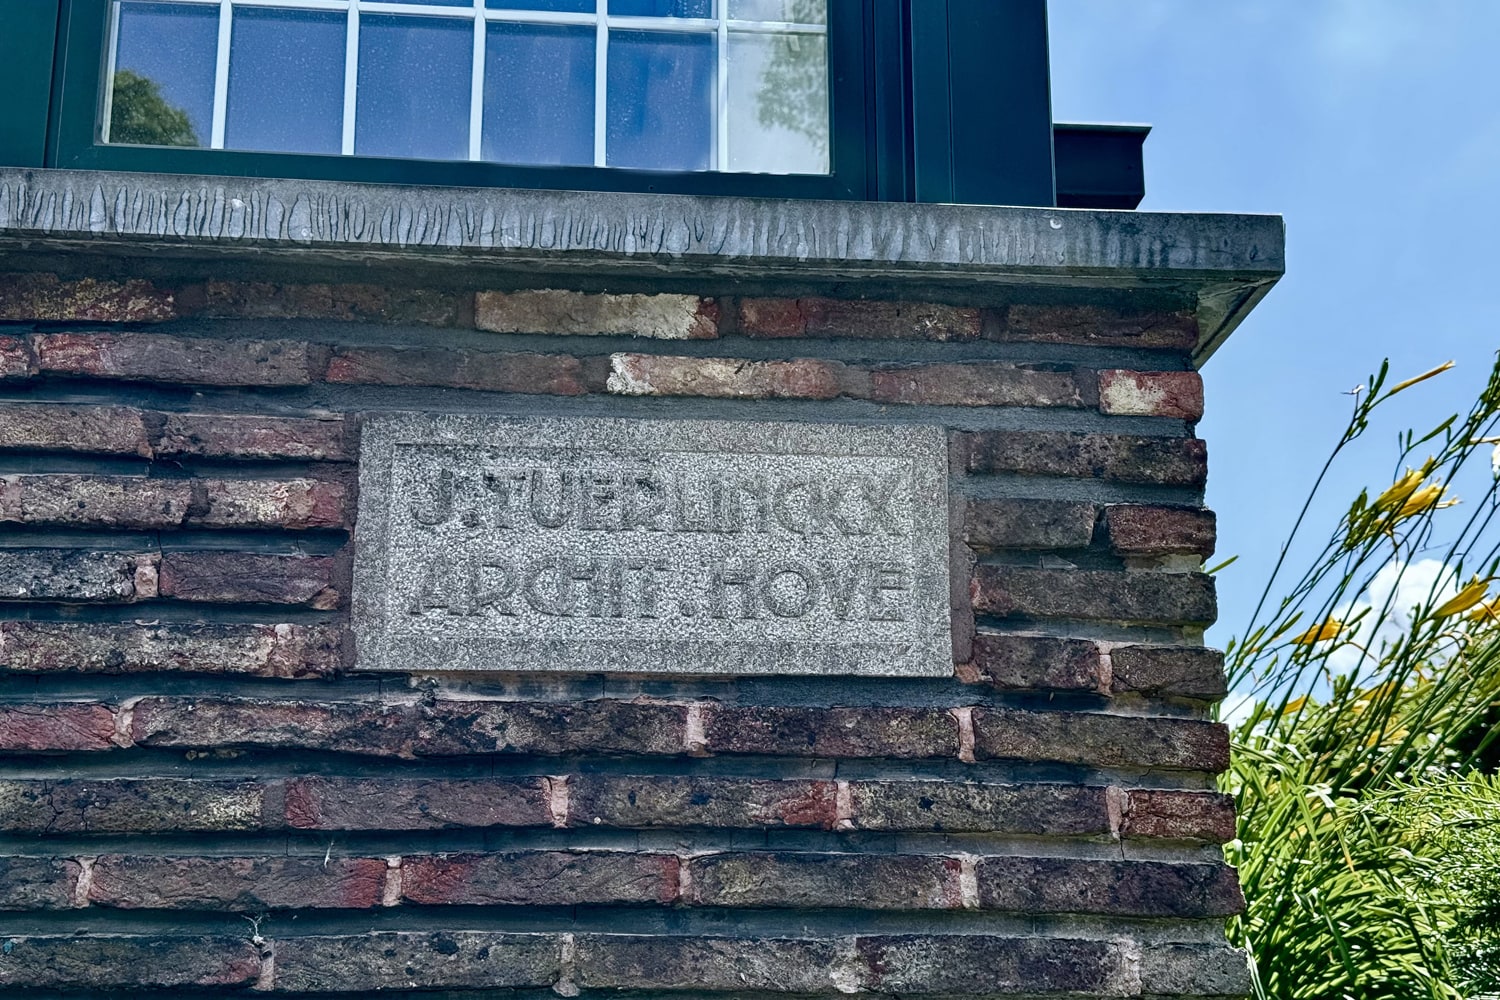 J. TUERLINCKX
ARCHIT. HOVE